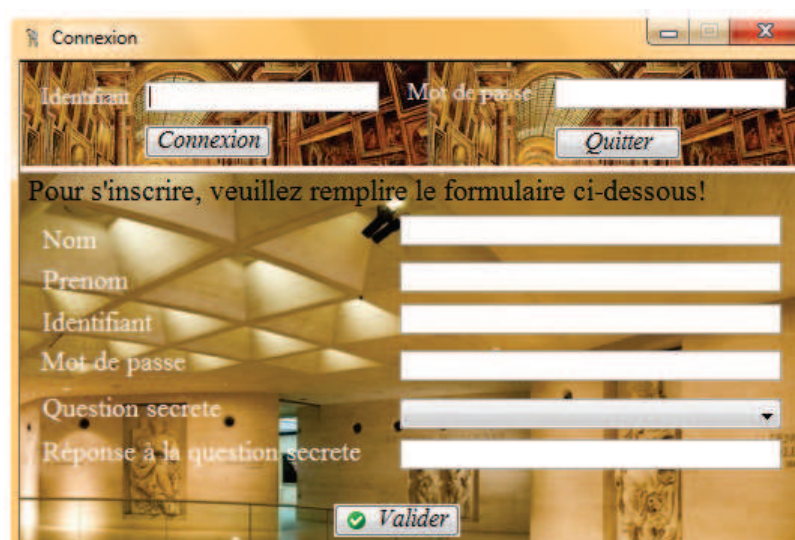 Connexion
Identifiant Mot de passe
Connexion Quitter
Pour s'inscrire, veuillez remplire le formulaire ci-dessous!
Nom
Prenom
Identifiant
Mot de passe
Question secrete
Réponse à la question secrete
Valider